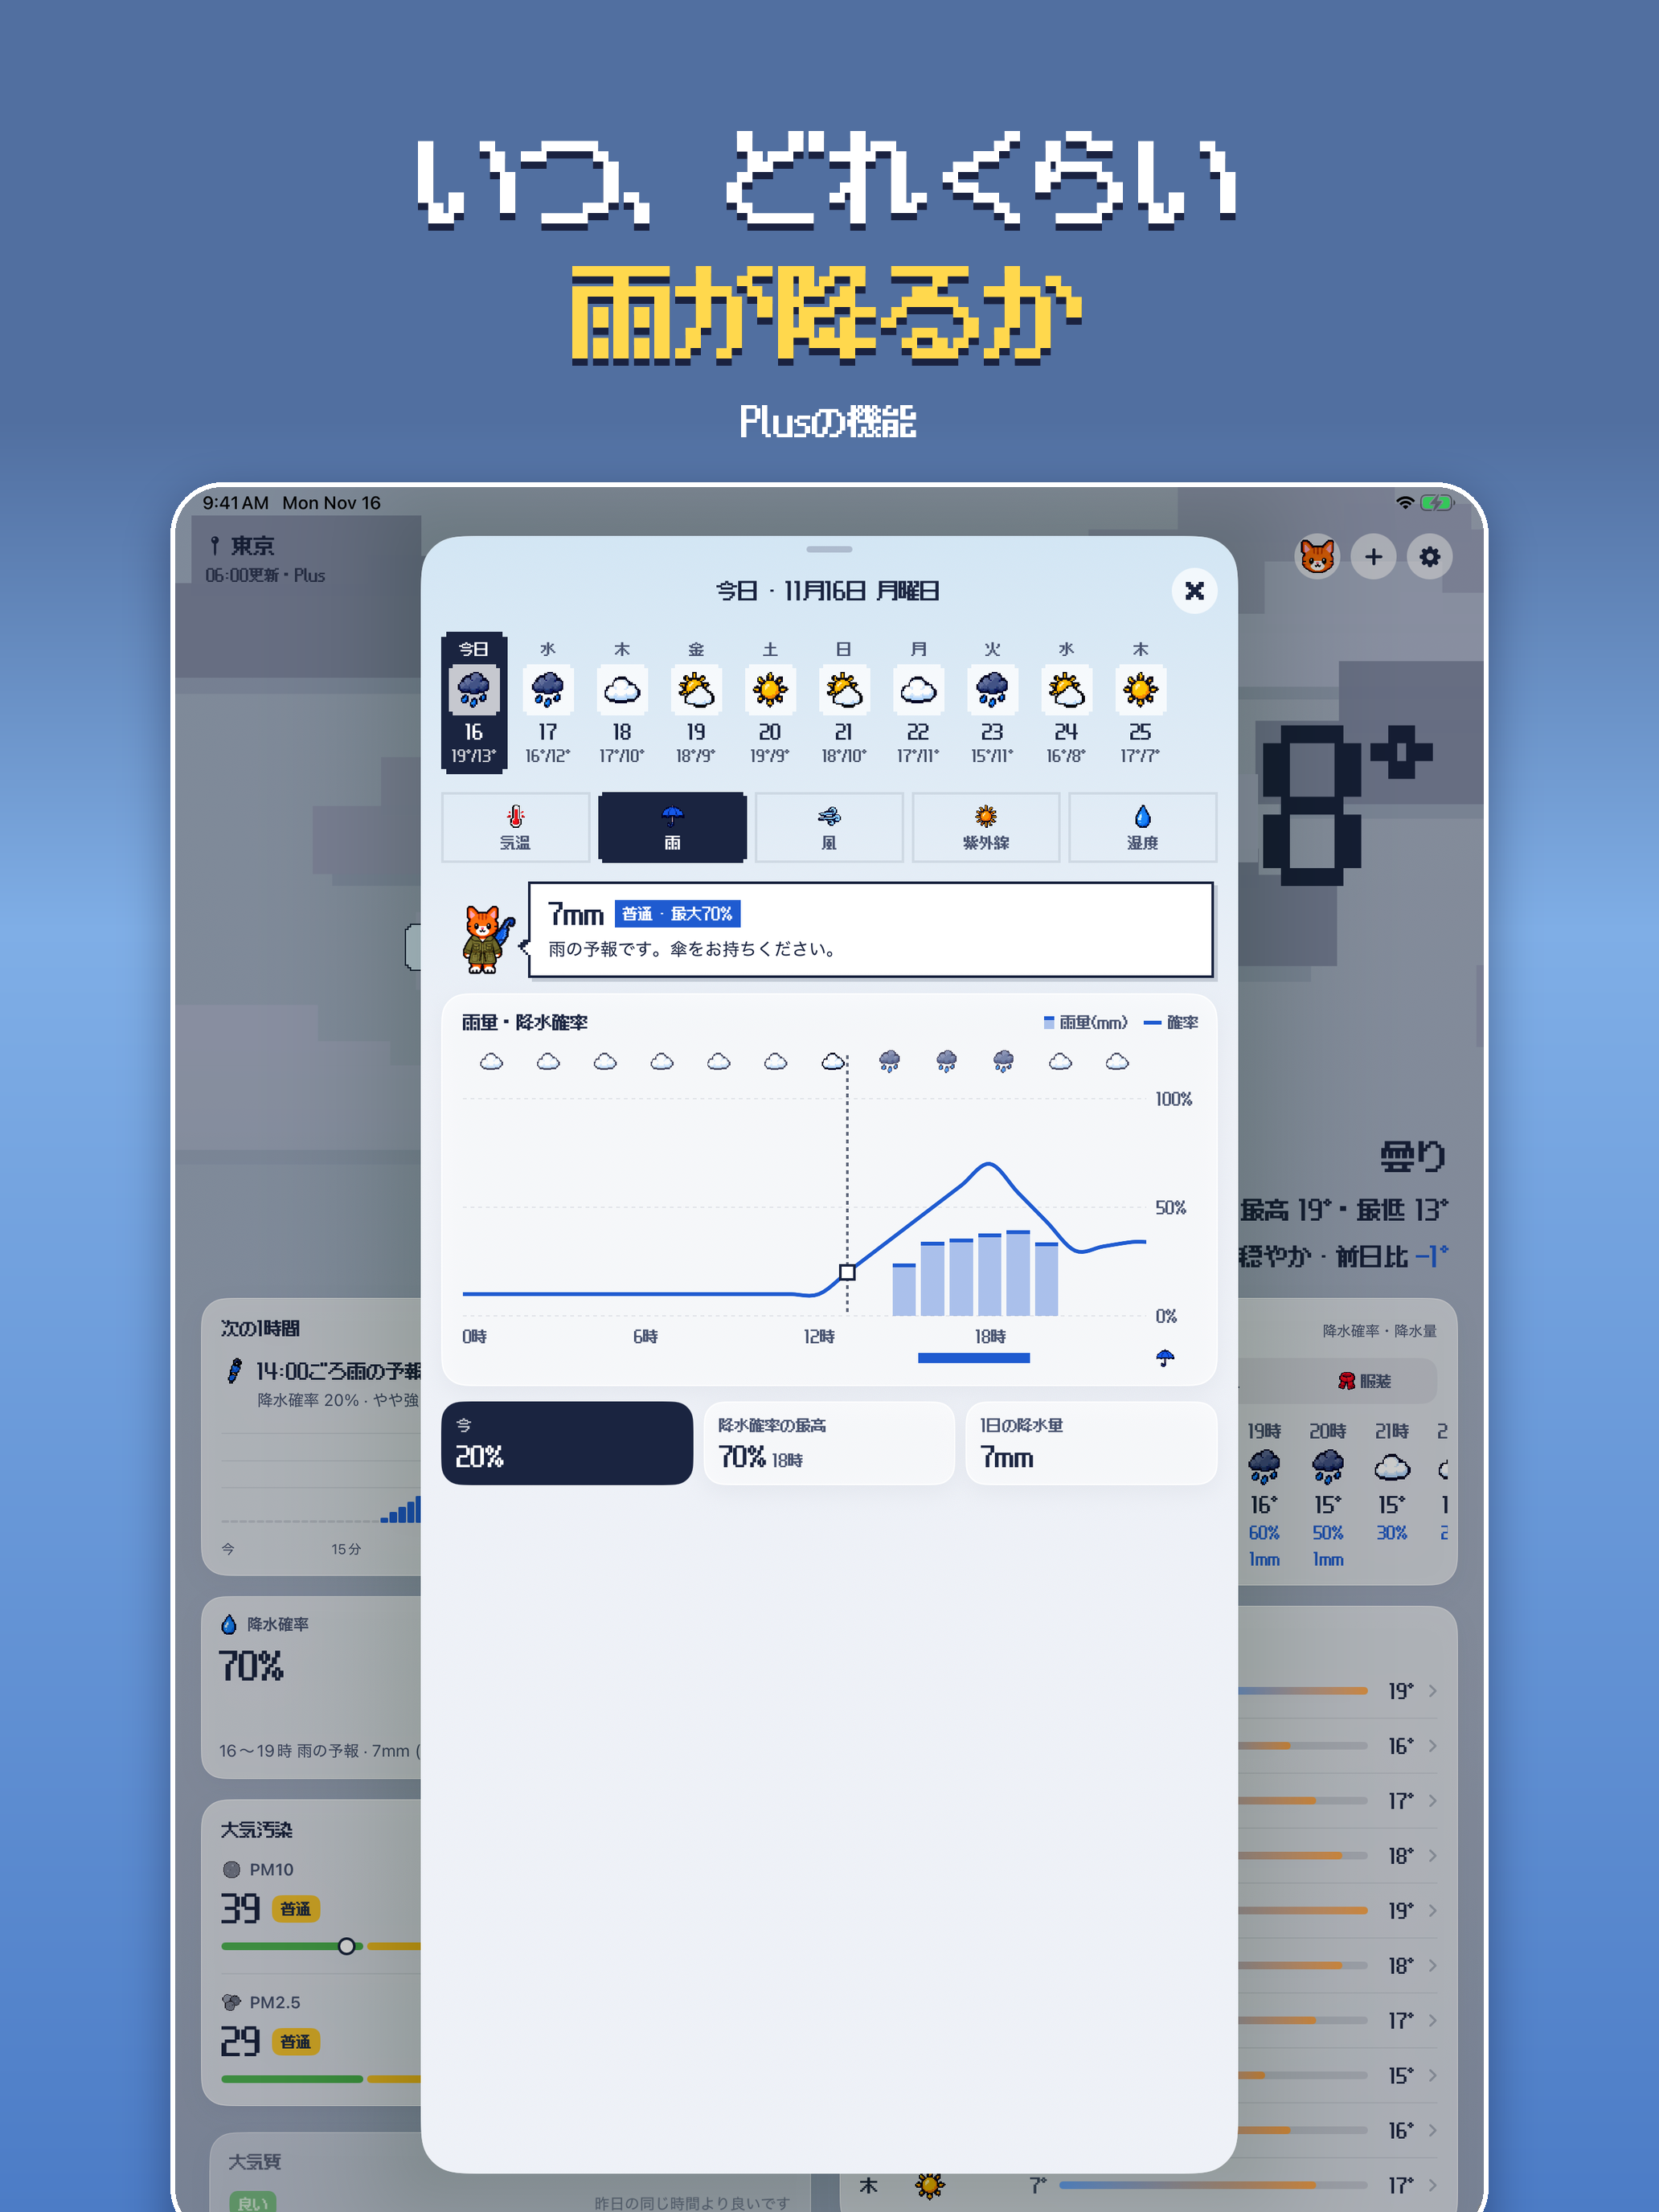 いつ、どれくらい
雨が降るか
Plusの機能
9:41 AM Mon Nov 16
東京
06:00更新・Plus
8°
曇り
最高 19°・最低 13°
穏やか · 前日比 −1°
今日 · 11月16日 月曜日
今日 水 木 金 土 日 月 火 水 木
16 17 18 19 20 21 22 23 24 25
19°/13° 16°/12° 17°/10° 18°/9° 19°/9° 18°/10° 17°/11° 15°/11° 16°/8° 17°/7°
気温 雨 風 紫外線 湿度
7mm 普通 · 最大70%
雨の予報です。傘をお持ちください。
雨量・降水確率 雨量(mm) 確率
100%
50%
0%
0時 6時 12時 18時
今 降水確率の最高 1日の降水量
20% 70% 18時 7mm
次の1時間
14:00ごろ雨の予報
降水確率 20% · やや強
今 15分
降水確率
70%
16〜19時 雨の予報 · 7mm (
大気汚染
PM10
39 普通
PM2.5
29 普通
大気質
良い 昨日の同じ時間より良いです
降水確率・降水量
服装
19時 20時 21時 2
16° 15° 15° 1
60% 50% 30% 2
1mm 1mm
19°
16°
17°
18°
19°
18°
17°
15°
16°
木 7° 17°